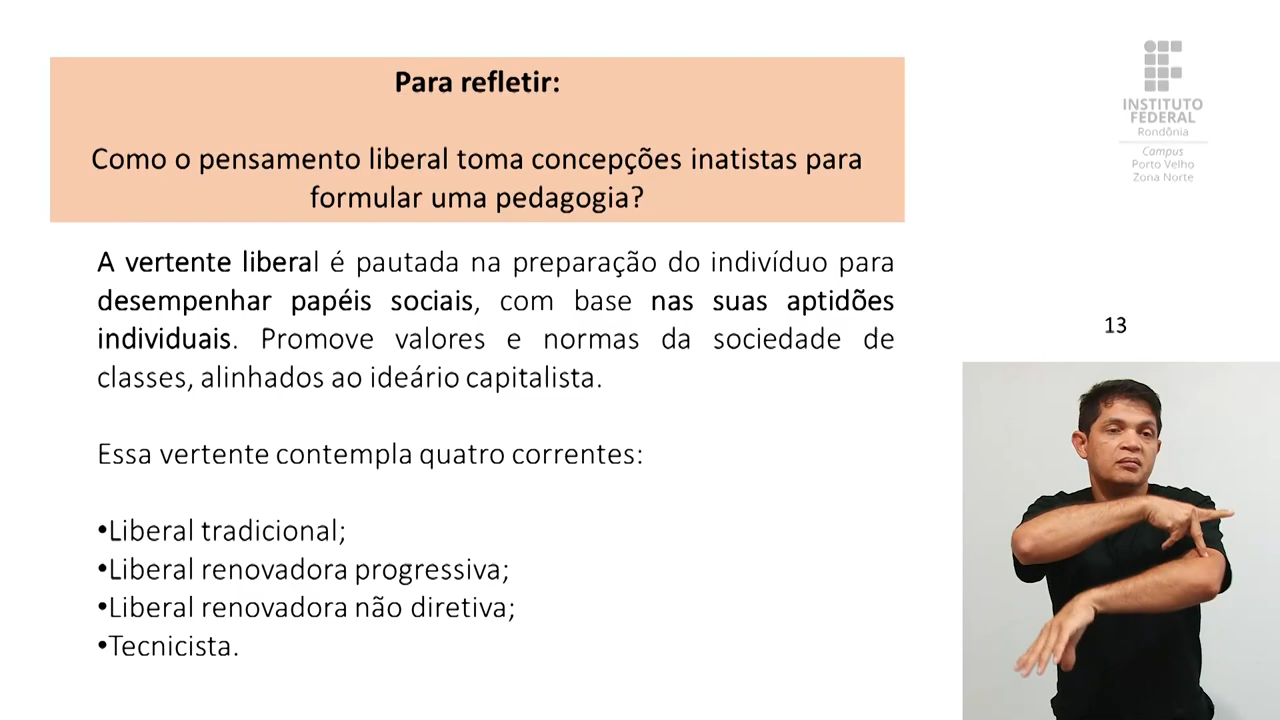 Para refletir:
Como o pensamento liberal toma concepções inatistas para
formular uma pedagogia?
A vertente liberal é pautada na preparação do indivíduo para
desempenhar papéis sociais, com base nas suas aptidões
individuais. Promove valores e normas da sociedade de
classes, alinhados ao ideário capitalista.
Essa vertente contempla quatro correntes:
•Liberal tradicional;
•Liberal renovadora progressiva;
•Liberal renovadora não diretiva;
•Tecnicista.
INSTITUTO
FEDERAL
Rondônia
Campus
Porto Velho
Zona Norte
13